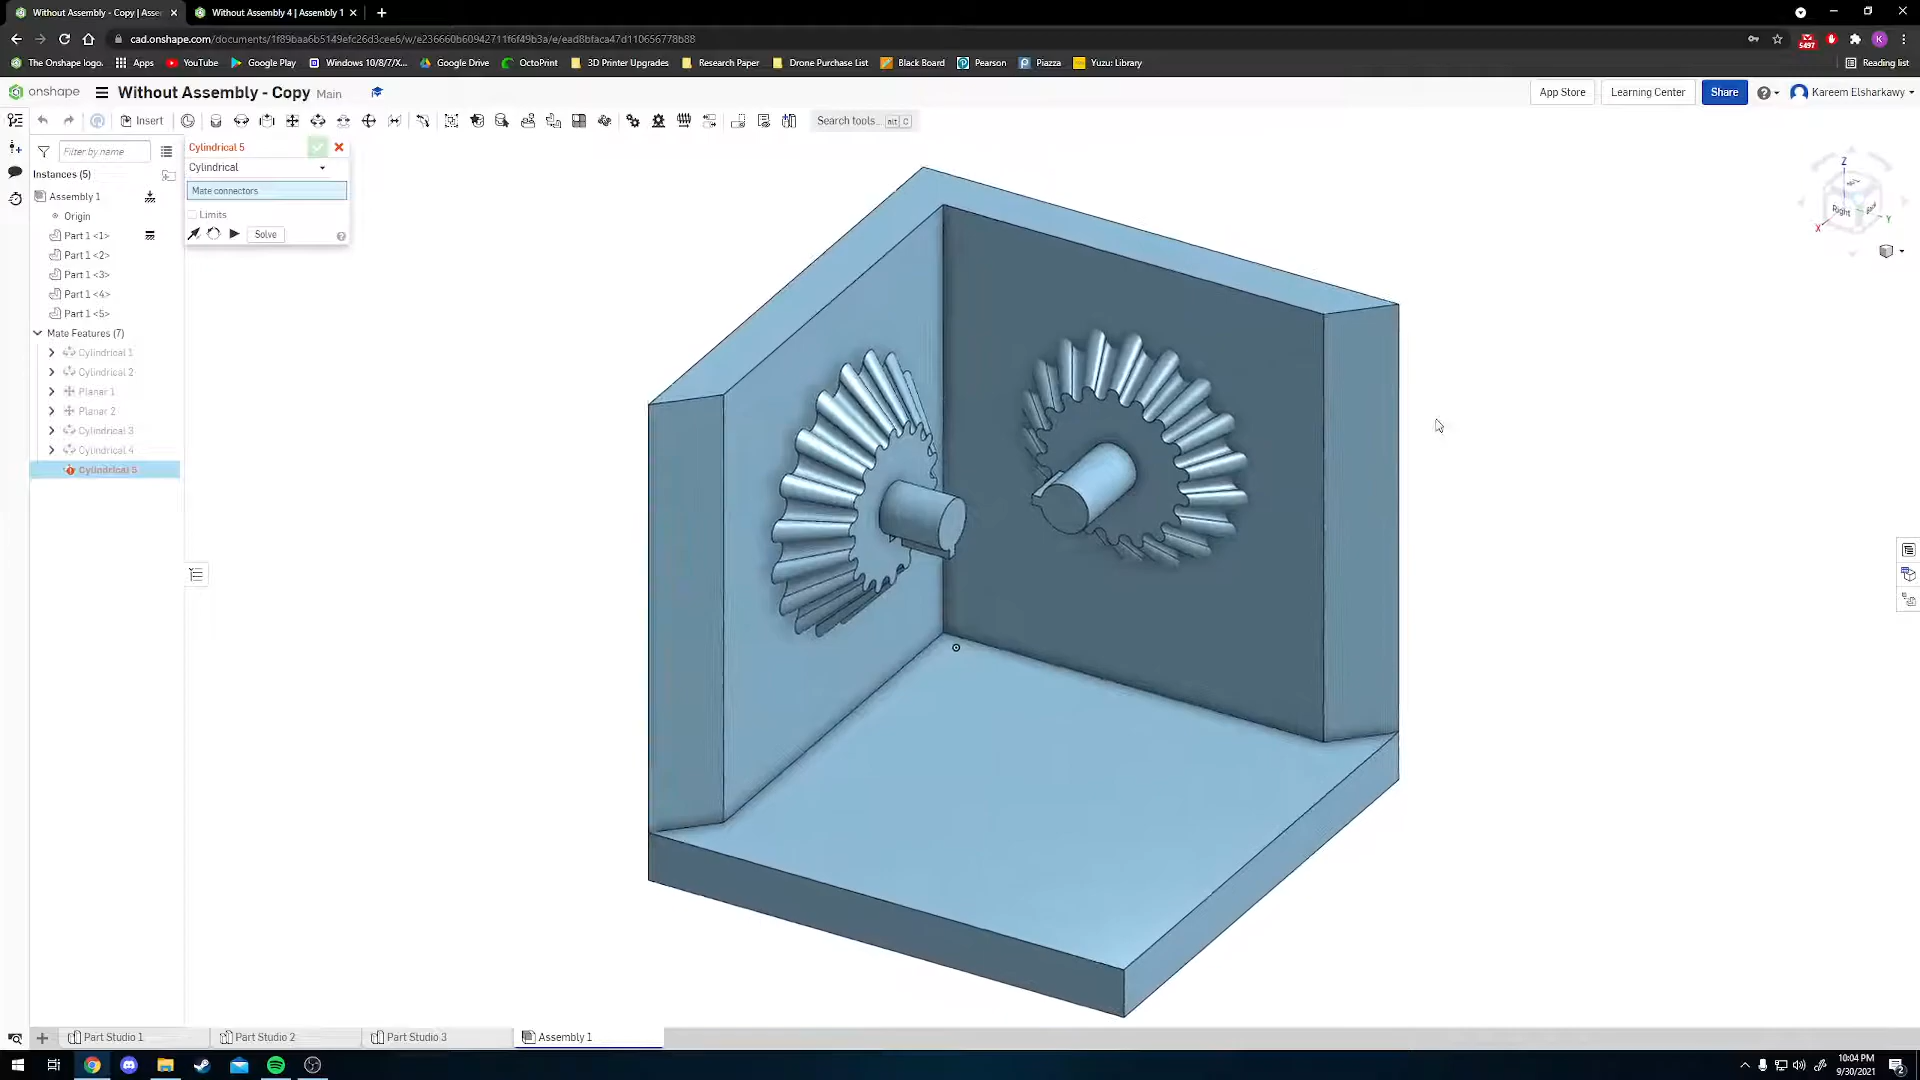 Without Assembly - Copy | Asse
Without Assembly 4 | Assembly 1
cad.onshape.com/documents/1f89baa6b5149efc26d3cee6/w/e236660b60942711f6f49b3a/e/ead8bfaca47d110656778b88
5497
K
The Onshape logo.
Apps
YouTube
Google Play
Windows 10/8/7/X...
Google Drive
OctoPrint
3D Printer Upgrades
Research Paper
Drone Purchase List
Black Board
Pearson
Piazza
Yuzu: Library
Reading list
onshape
Without Assembly - Copy
Main
App Store
Learning Center
Share
Kareem Elsharkawy
Insert
Search tools...
alt
C
Filter by name
Cylindrical 5
Cylindrical
Instances (5)
Mate connectors
Assembly 1
Limits
Origin
Solve
Part 1 <1>
Part 1 <2>
Part 1 <3>
Part 1 <4>
Part 1 <5>
Mate Features (7)
Cylindrical 1
Cylindrical 2
Planar 1
Planar 2
Cylindrical 3
Cylindrical 4
Cylindrical 5
Z
Right
Back
Y
X
Part Studio 1
Part Studio 2
Part Studio 3
Assembly 1
10:04 PM
9/30/2021
2